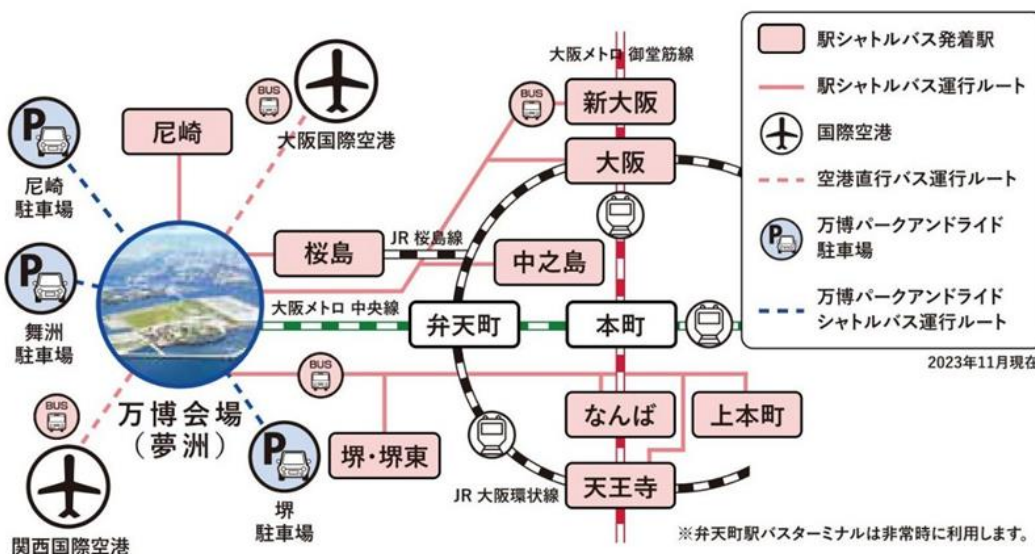 大阪メトロ 御堂筋線
BUS
新大阪
大阪
BUS
大阪国際空港
P
尼崎
駐車場
尼崎
P
舞洲
駐車場
桜島
JR 桜島線
中之島
大阪メトロ 中央線
弁天町
本町
万博会場
(夢洲)
BUS
なんば
上本町
堺・堺東
天王寺
JR 大阪環状線
BUS
関西国際空港
P
堺
駐車場
駅シャトルバス発着駅
駅シャトルバス運行ルート
国際空港
空港直行バス運行ルート
P
万博パークアンドライド
駐車場
万博パークアンドライド
シャトルバス運行ルート
2023年11月現在
※弁天町駅バスターミナルは非常時に利用します。